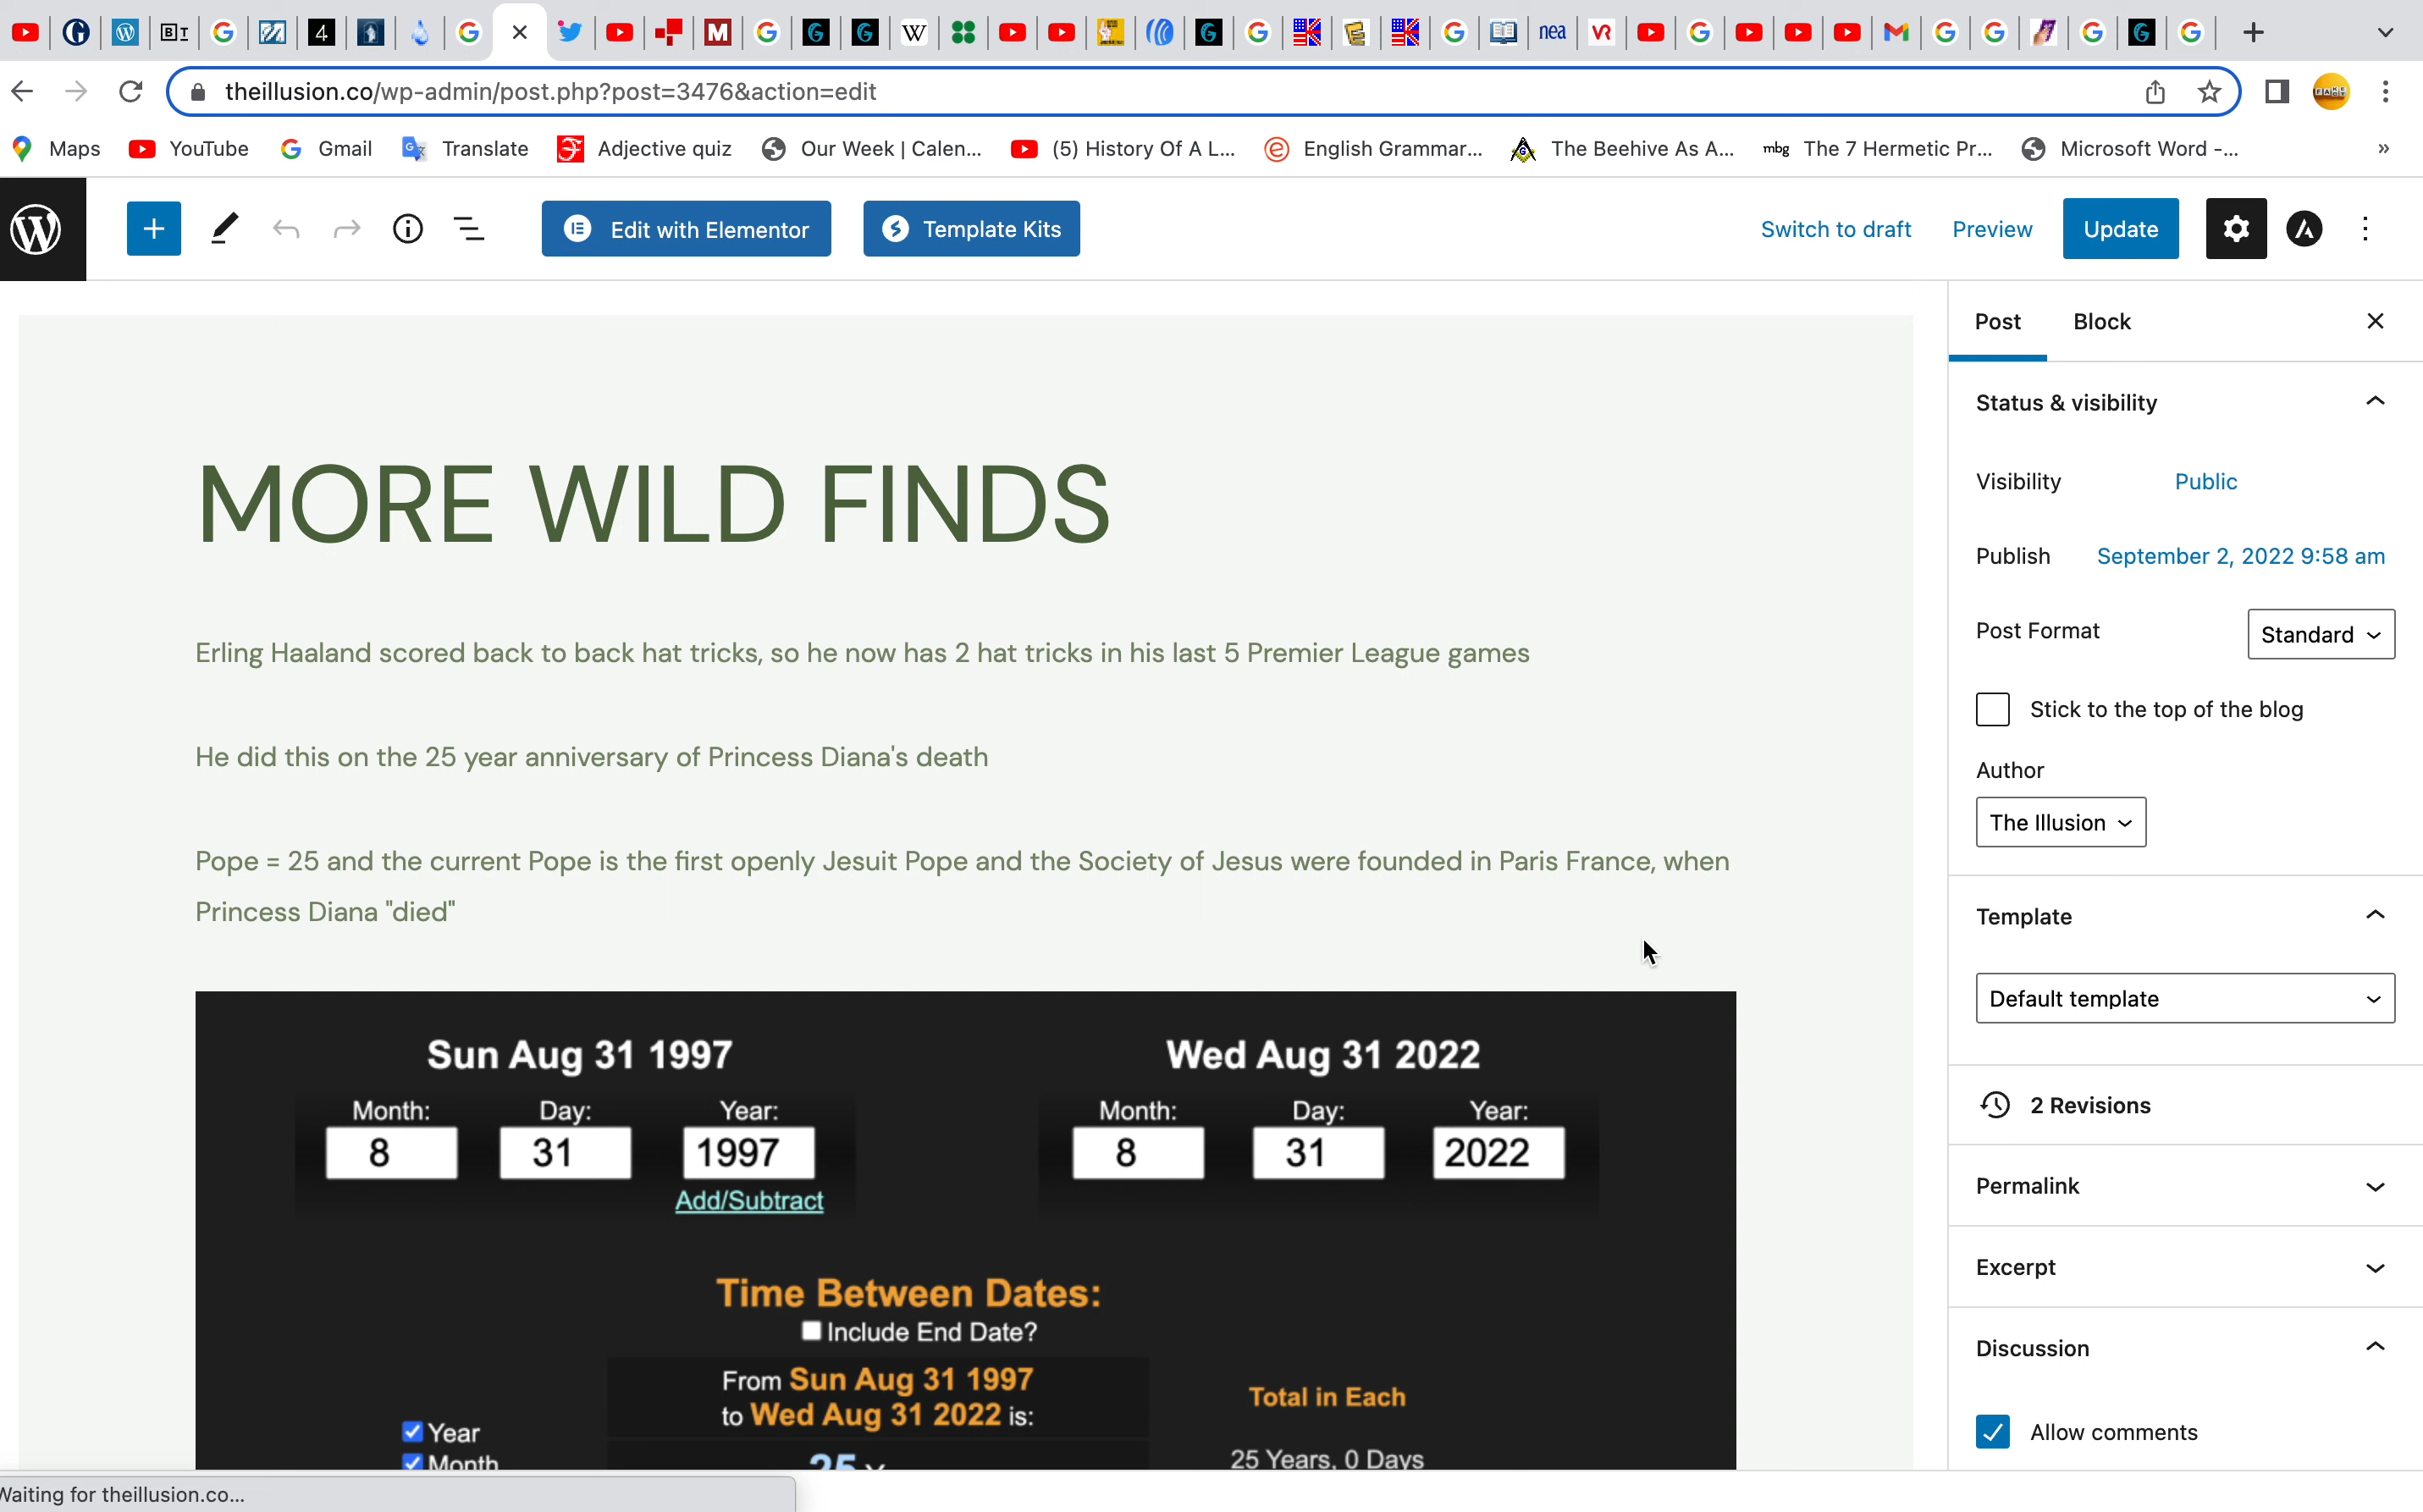 theillusion.co/wp-admin/post.php?post=3476&action=edit
Maps YouTube Gmail Translate Adjective quiz Our Week | Calen... (5) History Of A L... English Grammar... The Beehive As A... mbg The 7 Hermetic Pr... Microsoft Word -... »
Edit with Elementor Template Kits Switch to draft Preview Update
Post Block
Status & visibility
Visibility Public
Publish September 2, 2022 9:58 am
Post Format Standard
Stick to the top of the blog
Author
The Illusion
Template
Default template
2 Revisions
Permalink
Excerpt
Discussion
Allow comments
MORE WILD FINDS
Erling Haaland scored back to back hat tricks, so he now has 2 hat tricks in his last 5 Premier League games
He did this on the 25 year anniversary of Princess Diana's death
Pope = 25 and the current Pope is the first openly Jesuit Pope and the Society of Jesus were founded in Paris France, when
Princess Diana "died"
Sun Aug 31 1997 Wed Aug 31 2022
Month: Day: Year: Month: Day: Year:
8 31 1997 8 31 2022
Add/Subtract
Time Between Dates:
Include End Date?
From Sun Aug 31 1997
to Wed Aug 31 2022 is:
Total in Each
Year
Month
25
25 Years, 0 Days
Waiting for theillusion.co...